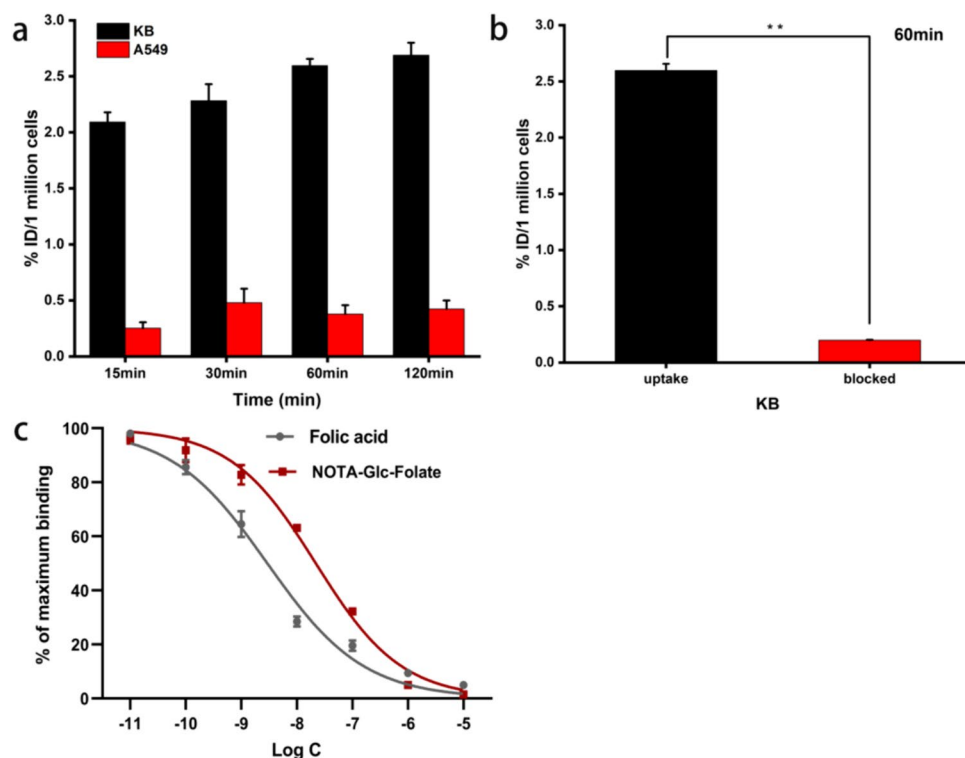 a
KB
A549
3.0
2.5
2.0
1.5
1.0
0.5
0.0
% ID/1 million cells
15min 30min 60min 120min
Time (min)
b
60min
**
3.0
2.5
2.0
1.5
1.0
0.5
0.0
% ID/1 million cells
uptake blocked
KB
c
Folic acid
NOTA-Glc-Folate
100
80
60
40
20
0
% of maximum binding
-11 -10 -9 -8 -7 -6 -5
Log C